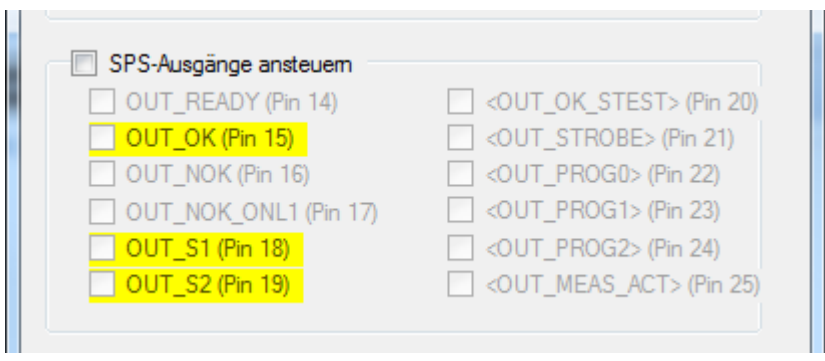 SPS-Ausgänge ansteuern
OUT_READY (Pin 14)
OUT_OK (Pin 15)
OUT_NOK (Pin 16)
OUT_NOK_ONL1 (Pin 17)
OUT_S1 (Pin 18)
OUT_S2 (Pin 19)
<OUT_OK_STEST> (Pin 20)
<OUT_STROBE> (Pin 21)
<OUT_PROG0> (Pin 22)
<OUT_PROG1> (Pin 23)
<OUT_PROG2> (Pin 24)
<OUT_MEAS_ACT> (Pin 25)